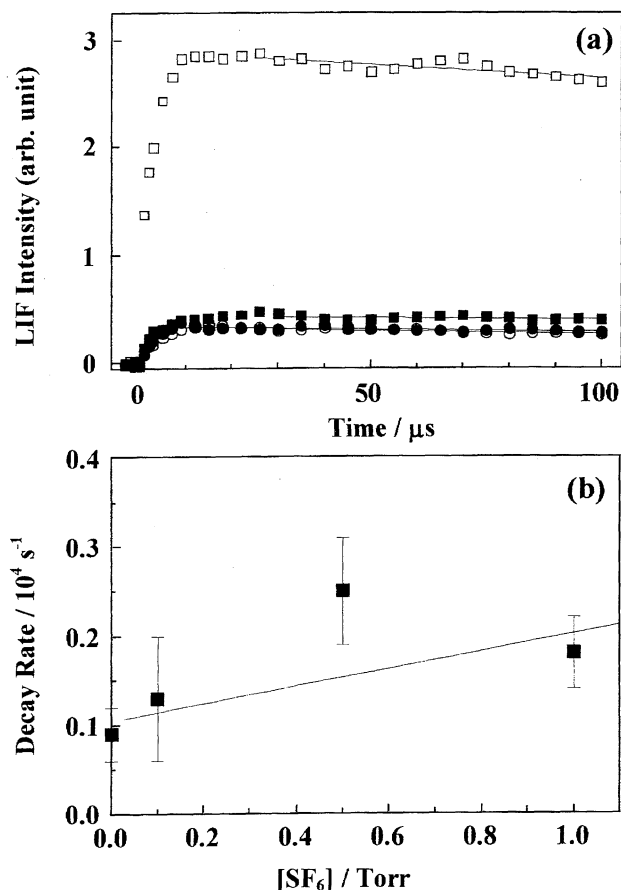 (a)
3
2
1
0
LIF Intensity (arb. unit)
0 50 100
Time / μs
(b)
0.4
0.3
0.2
0.1
0.0
Decay Rate / 10⁴ s⁻¹
0.0 0.2 0.4 0.6 0.8 1.0
[SF₆] / Torr